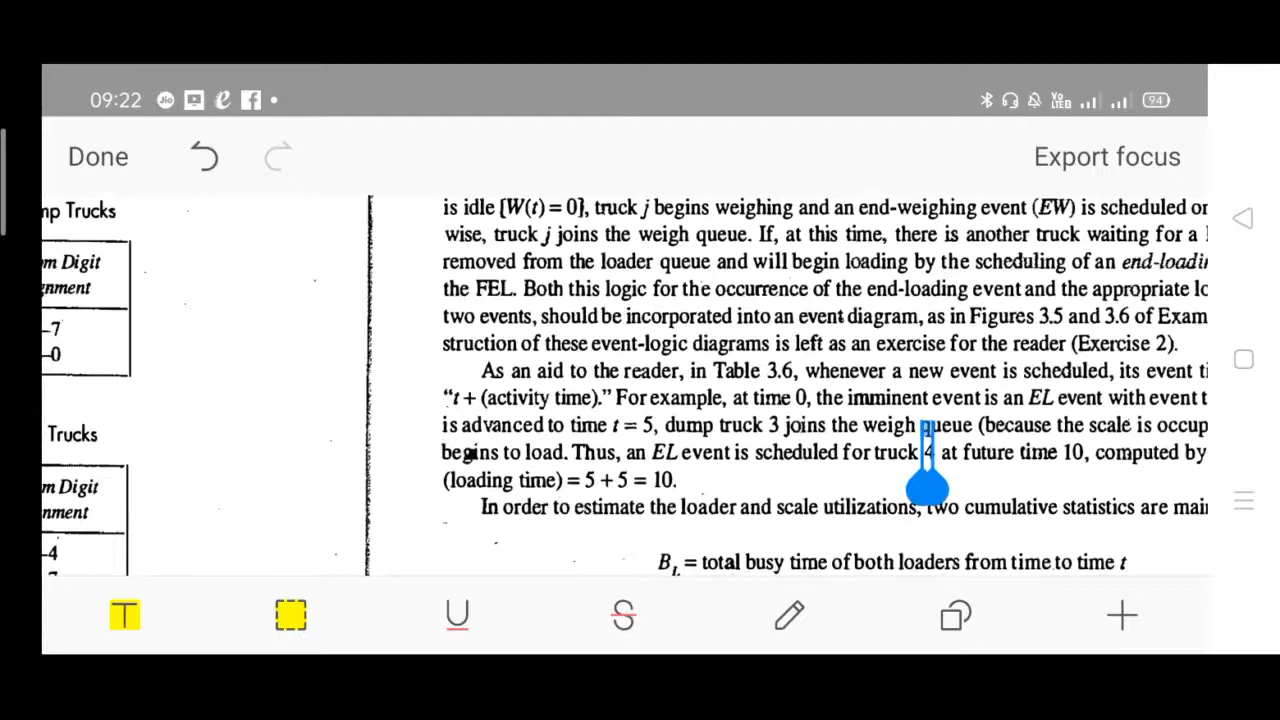 09:22
94
Done
Export focus
mp Trucks
m Digit
nment
-7
-0
Trucks
m Digit
nment
-4
is idle [W(t) = 0], truck j begins weighing and an end-weighing event (EW) is scheduled on
wise, truck j joins the weigh queue. If, at this time, there is another truck waiting for a
removed from the loader queue and will begin loading by the scheduling of an end-loadin
the FEL. Both this logic for the occurrence of the end-loading event and the appropriate lo
two events, should be incorporated into an event diagram, as in Figures 3.5 and 3.6 of Exam
struction of these event-logic diagrams is left as an exercise for the reader (Exercise 2).
As an aid to the reader, in Table 3.6, whenever a new event is scheduled, its event ti
“t + (activity time).” For example, at time 0, the imminent event is an EL event with event t
is advanced to time t = 5, dump truck 3 joins the weigh queue (because the scale is occup
begins to load. Thus, an EL event is scheduled for truck 4 at future time 10, computed by
(loading time) = 5 + 5 = 10.
In order to estimate the loader and scale utilizations, two cumulative statistics are main
B_L = total busy time of both loaders from time to time t
T
U
S